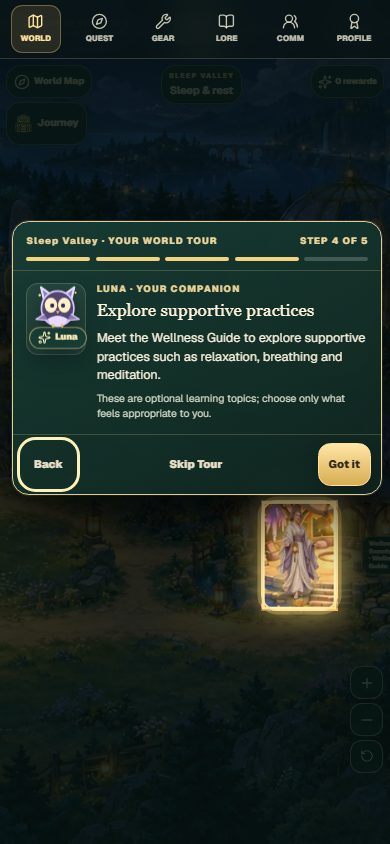 WORLD
QUEST
GEAR
LORE
COMM
PROFILE
World Map
SLEEP VALLEY
Sleep & rest
0 rewards
Journey
Sleep Valley · YOUR WORLD TOUR
STEP 4 OF 5
LUNA · YOUR COMPANION
Explore supportive practices
Luna
Meet the Wellness Guide to explore supportive
practices such as relaxation, breathing and
meditation.
These are optional learning topics; choose only what
feels appropriate to you.
Back
Skip Tour
Got it